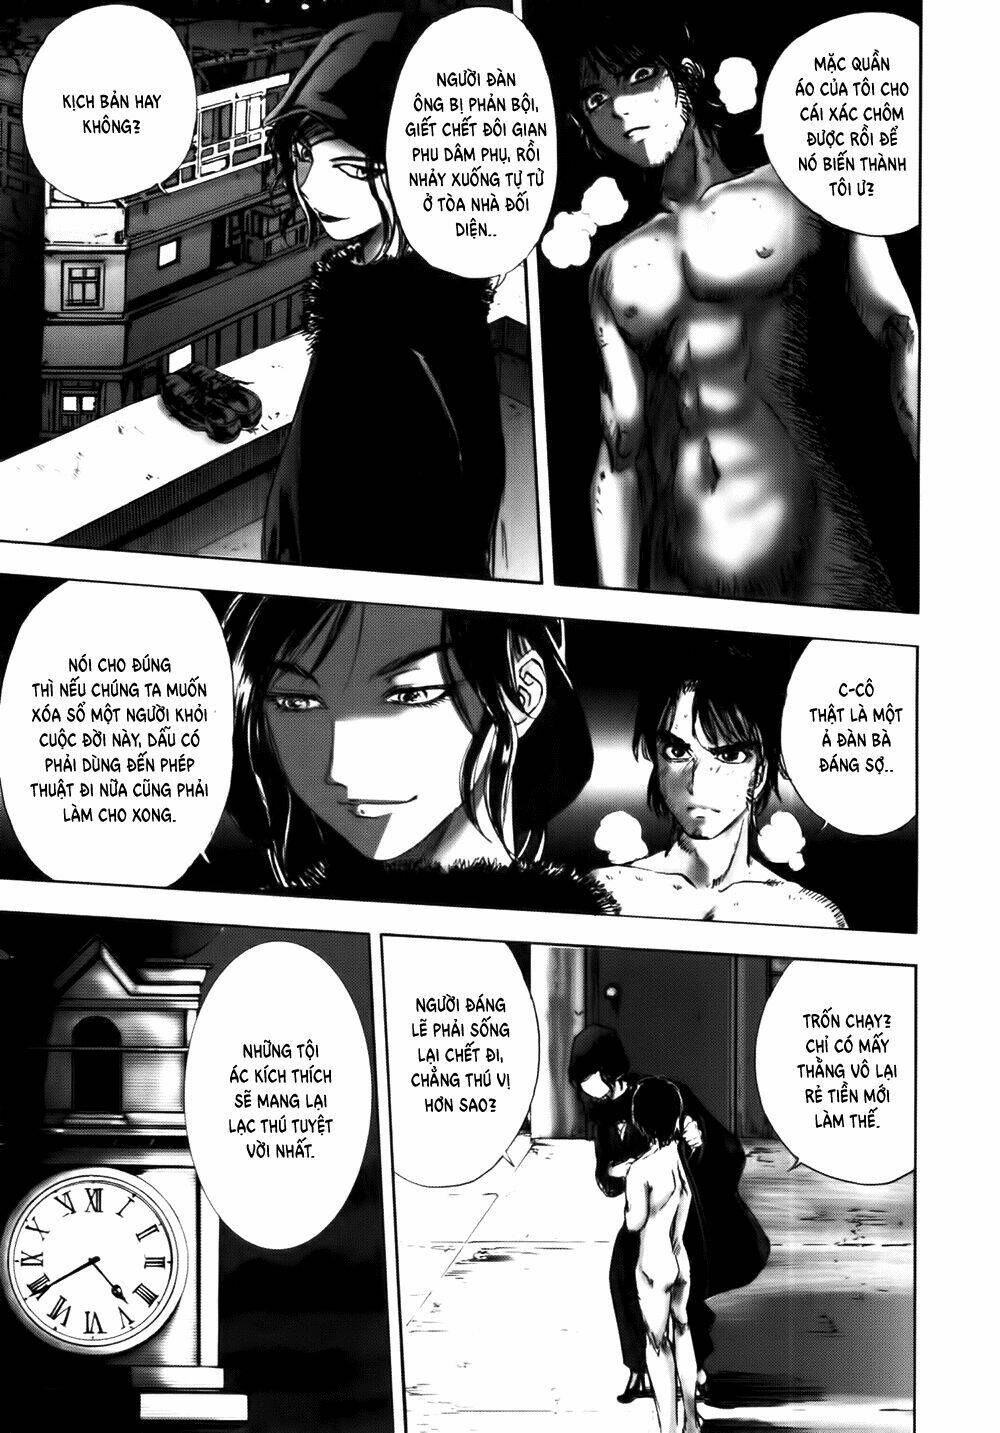 MẶC QUẦN
ÁO CỦA TÔI CHO
CÁI XÁC CHÔM
ĐƯỢC RỒI ĐỂ
NÓ BIẾN THÀNH
TÔI Ư?
NGƯỜI ĐÀN
ÔNG BỊ PHẢN BỘI,
GIẾT CHẾT ĐÔI GIAN
PHU DÂM PHỤ, RỒI
NHẢY XUỐNG TỰ TỬ
Ở TÒA NHÀ ĐỐI
DIỆN..
KỊCH BẢN HAY
KHÔNG?
C-CÔ
THẬT LÀ MỘT
Ả ĐÀN BÀ
ĐÁNG SỢ..
NÓI CHO ĐÚNG
THÌ NẾU CHÚNG TA MUỐN
XÓA SỔ MỘT NGƯỜI KHỎI
CUỘC ĐỜI NÀY, DẪU CÓ
PHẢI DÙNG ĐẾN PHÉP
THUẬT ĐI NỮA CŨNG PHẢI
LÀM CHO XONG.
TRỐN CHẠY?
CHỈ CÓ MẤY
THẰNG VÔ LẠI
RẺ TIỀN MỚI
LÀM THẾ.
NGƯỜI ĐÁNG
LẼ PHẢI SỐNG
LẠI CHẾT ĐI,
CHẲNG THÚ VỊ
HƠN SAO?
NHỮNG TỘI
ÁC KÍCH THÍCH
SẼ MANG LẠI
LẠC THÚ TUYỆT
VỜI NHẤT.